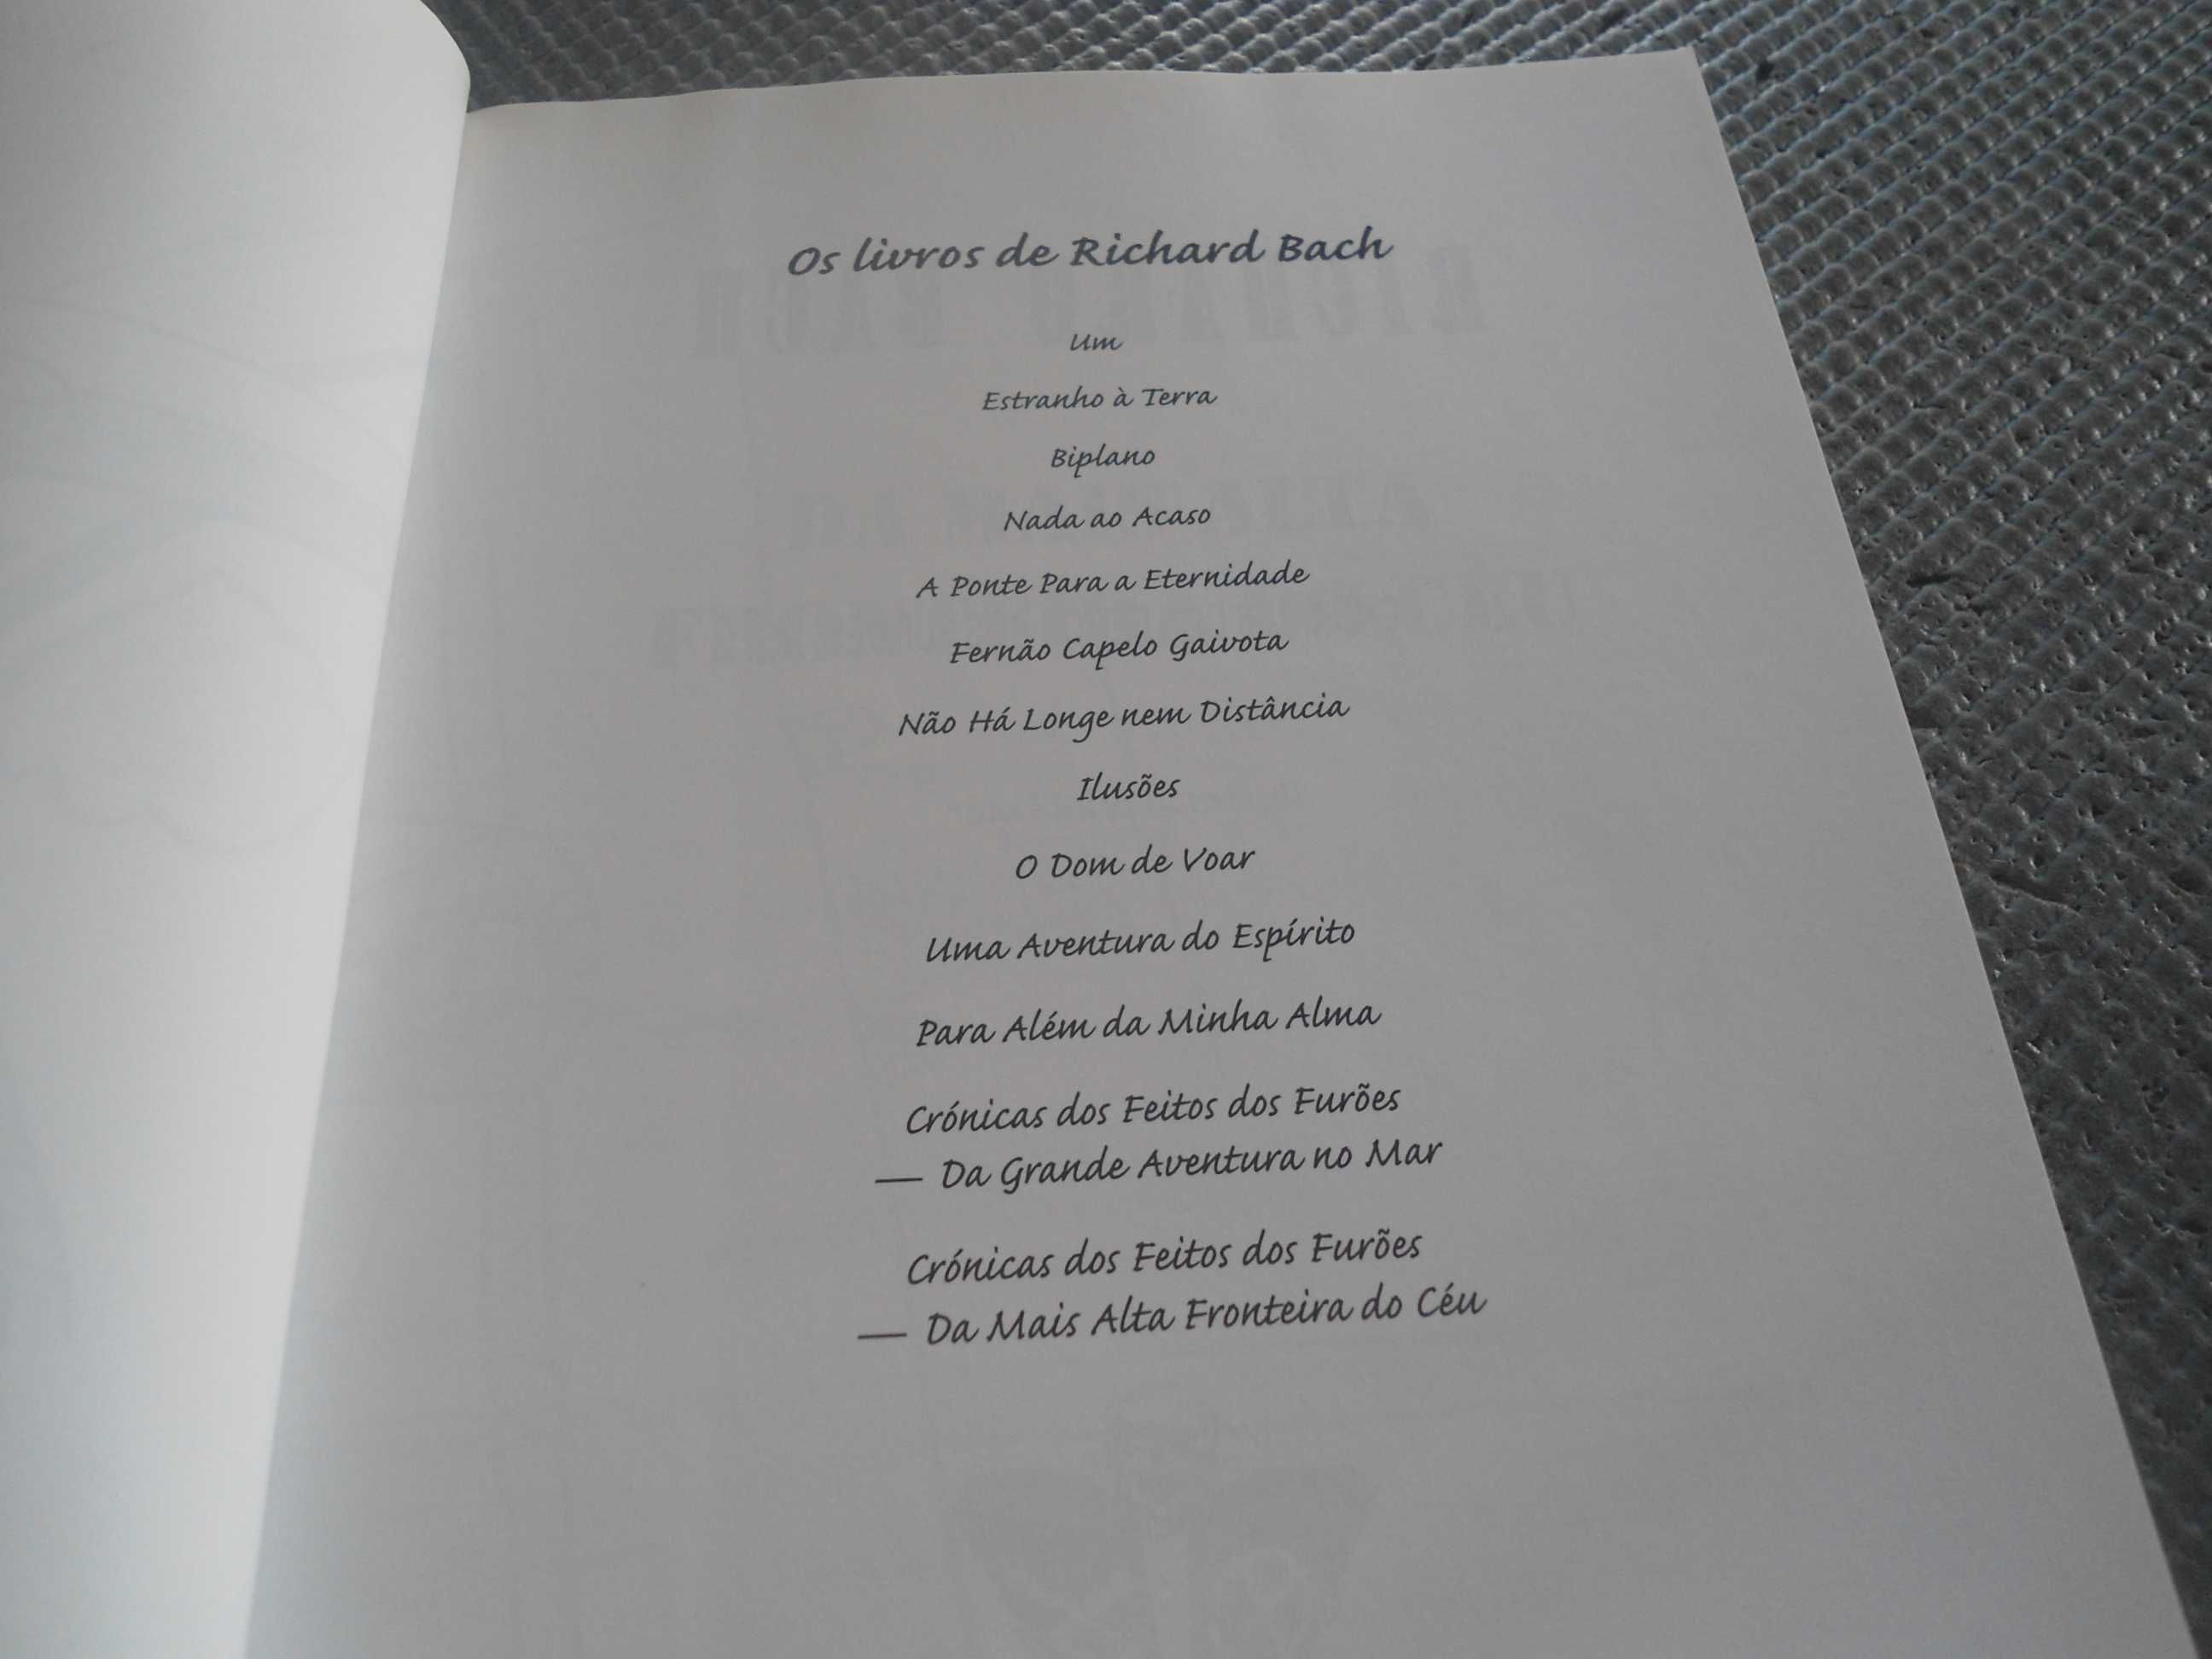 Os livros de Richard Bach
Um
Estranho à Terra
Biplano
Nada ao Acaso
A Ponte Para a Eternidade
Fernão Capelo Gaivota
Não Há Longe nem Distância
Ilusões
O Dom de Voar
Uma Aventura do Espírito
Para Além da Minha Alma
Crónicas dos Feitos dos Furões
— Da Grande Aventura no Mar
Crónicas dos Feitos dos Furões
— Da Mais Alta Fronteira do Céu